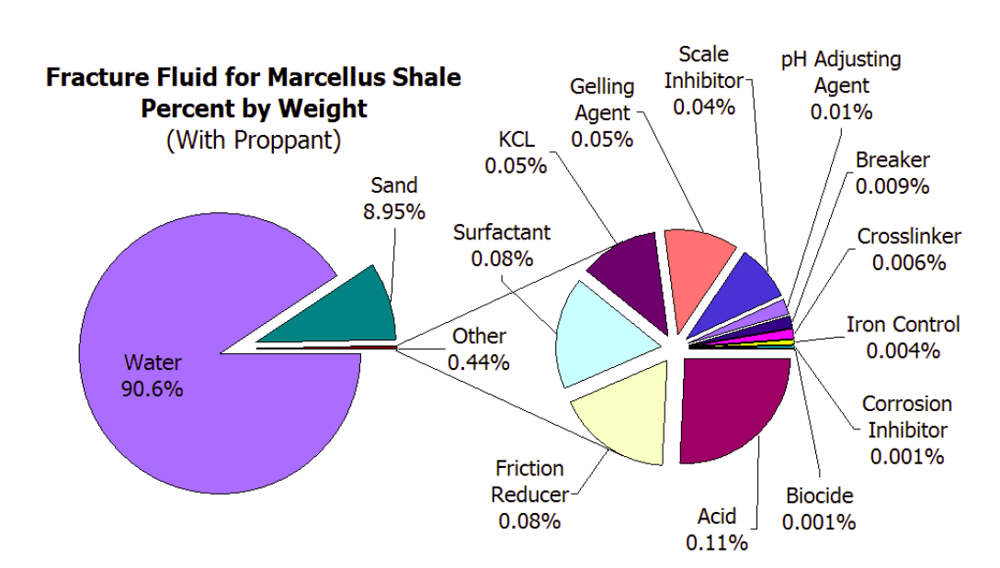 Fracture Fluid for Marcellus Shale
Percent by Weight
(With Proppant)
Sand
8.95%
Water
90.6%
Other
0.44%
Surfactant
0.08%
KCL
0.05%
Gelling
Agent
0.05%
Scale
Inhibitor
0.04%
pH Adjusting
Agent
0.01%
Breaker
0.009%
Crosslinker
0.006%
Iron Control
0.004%
Corrosion
Inhibitor
0.001%
Biocide
0.001%
Acid
0.11%
Friction
Reducer
0.08%